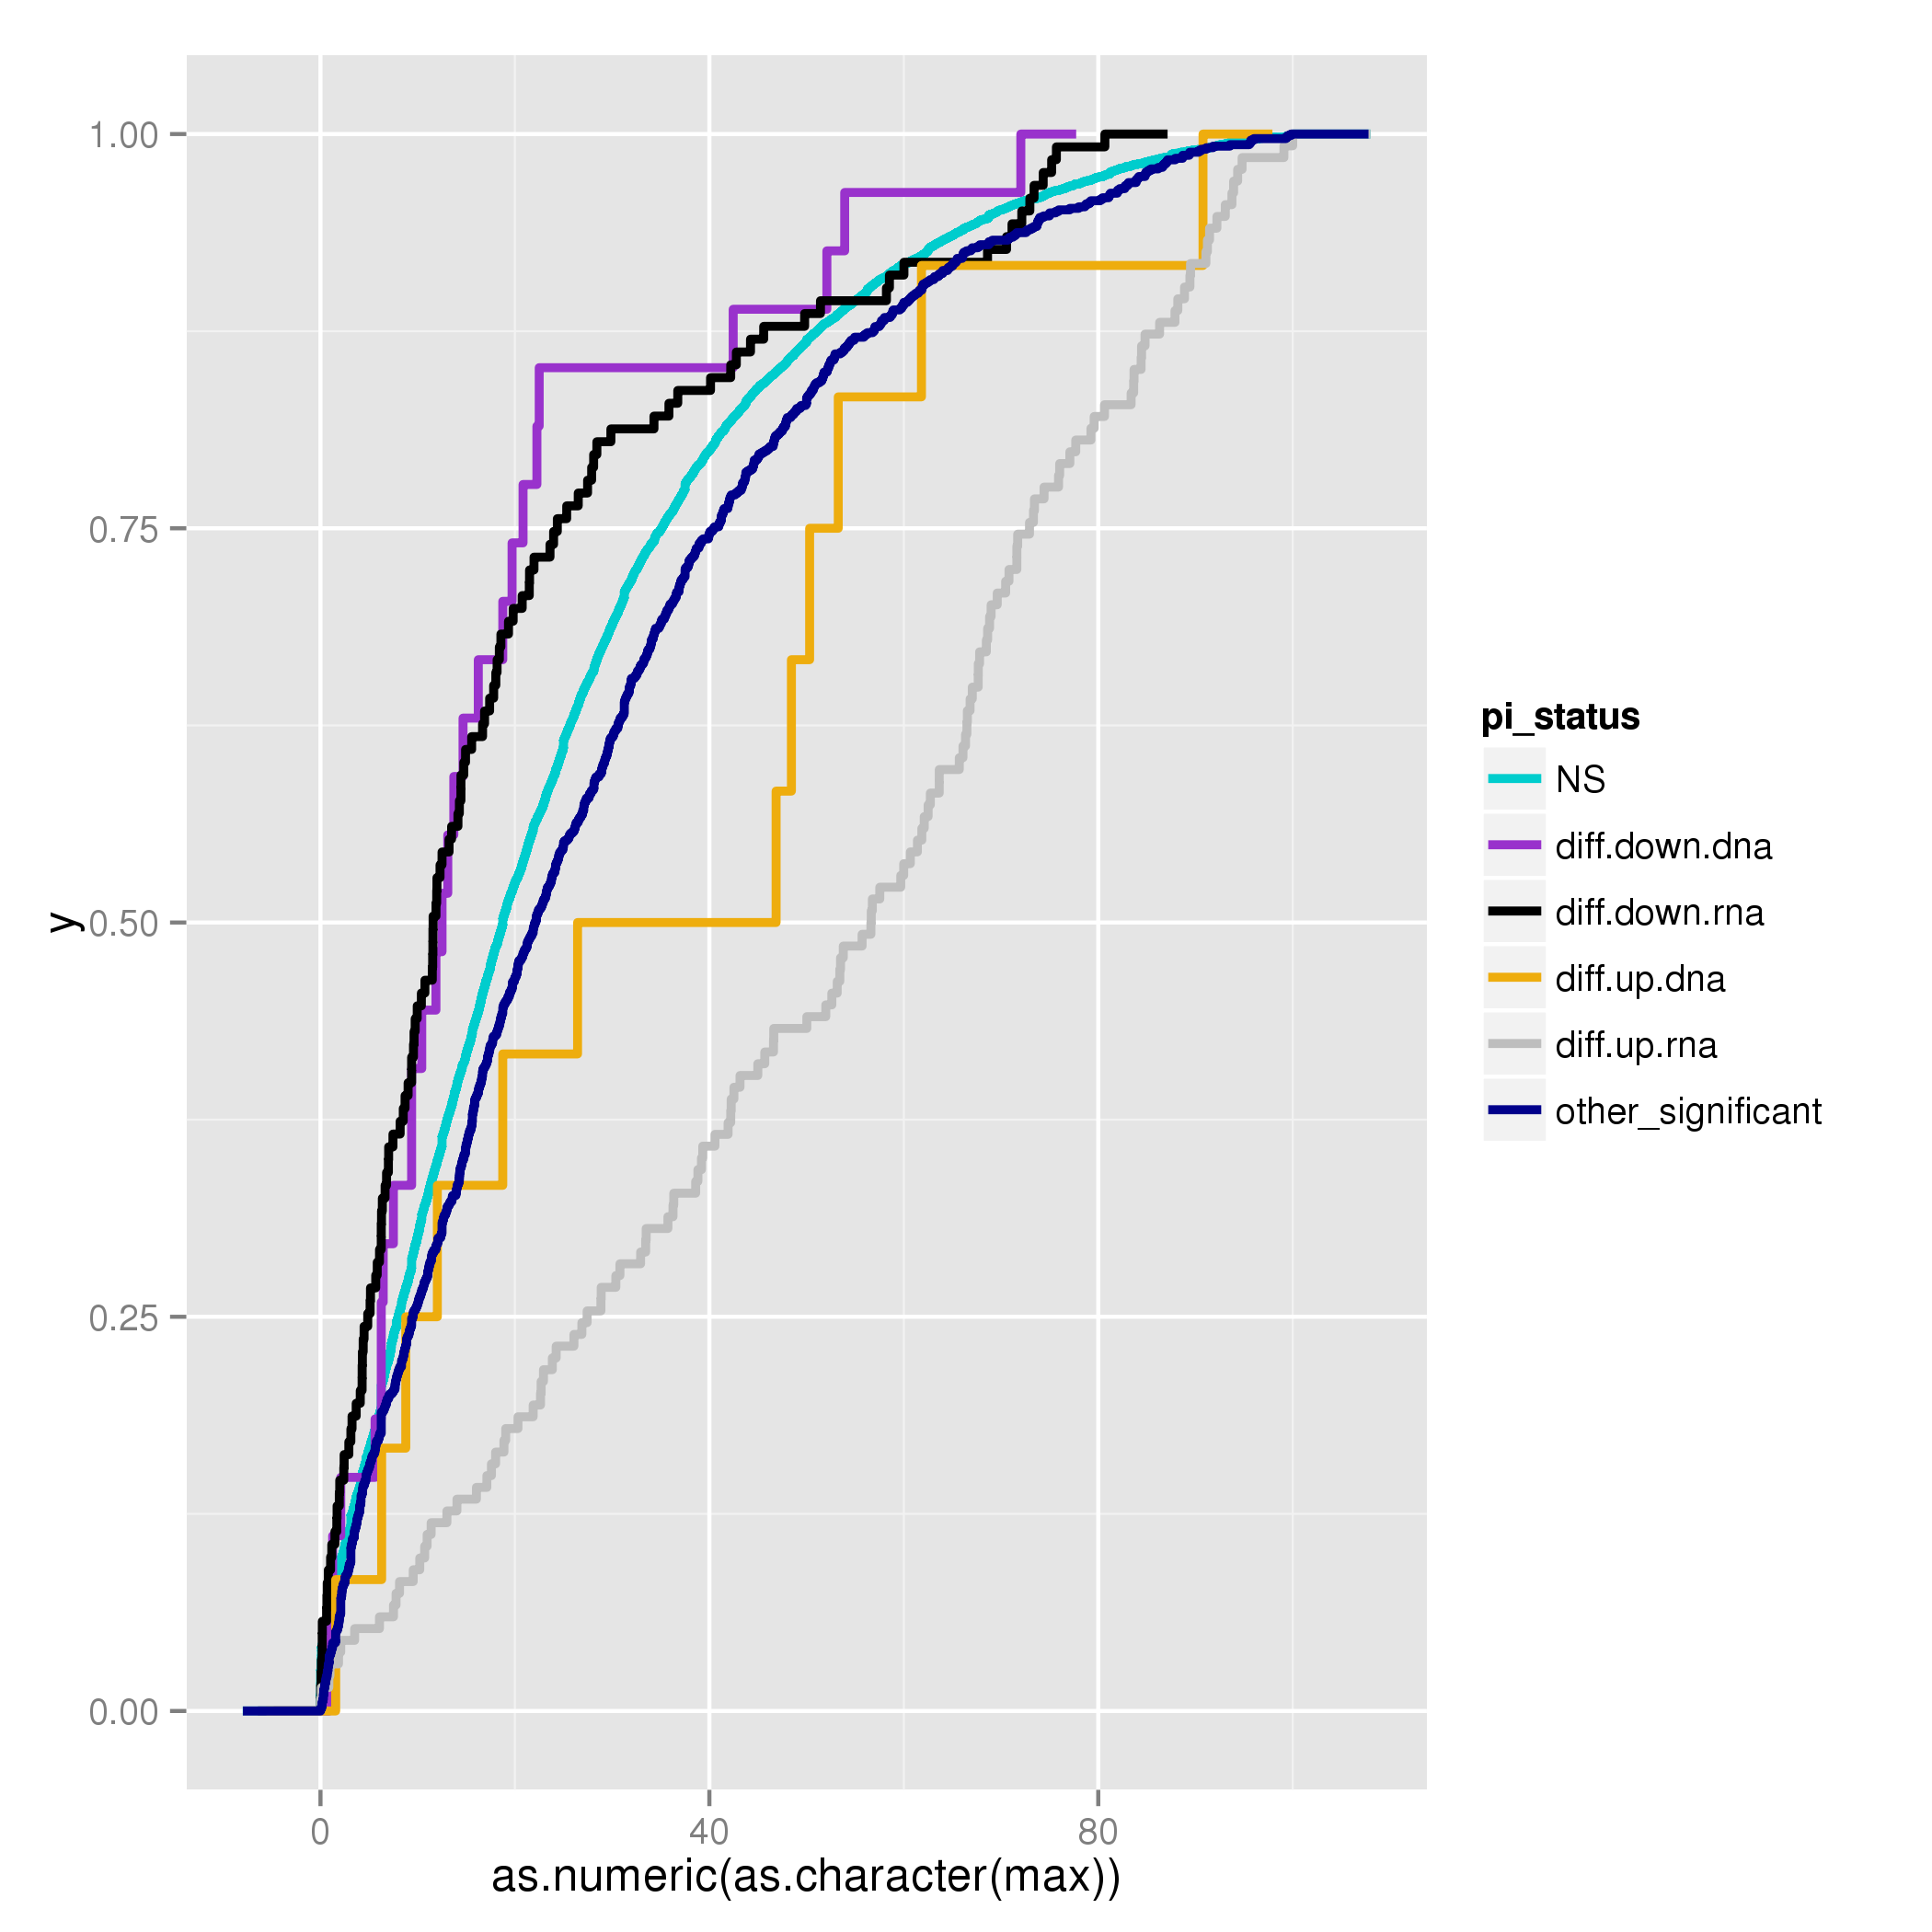 1.00
0.75
0.50
0.25
0.00
y
0
40
80
as.numeric(as.character(max))
pi_status
NS
diff.down.dna
diff.down.rna
diff.up.dna
diff.up.rna
other_significant